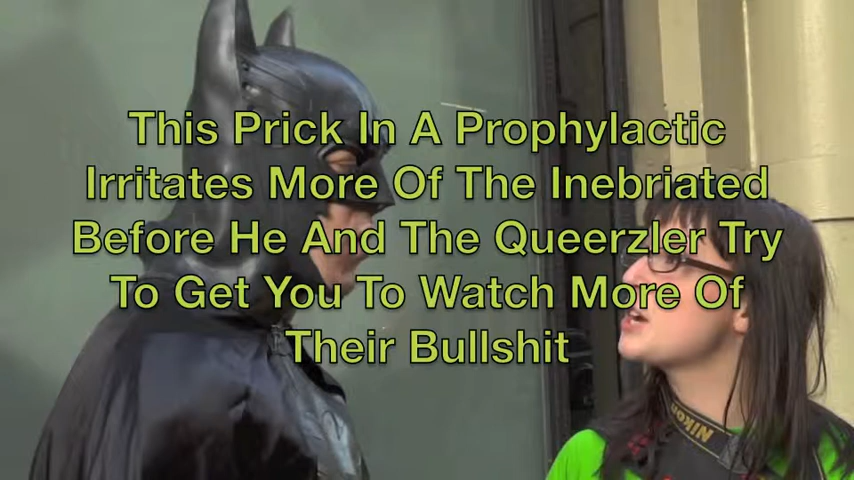 This Prick In A Prophylactic
Irritates More Of The Inebriated
Before He And The Queerzler Try
To Get You To Watch More Of
Their Bullshit
Nikon